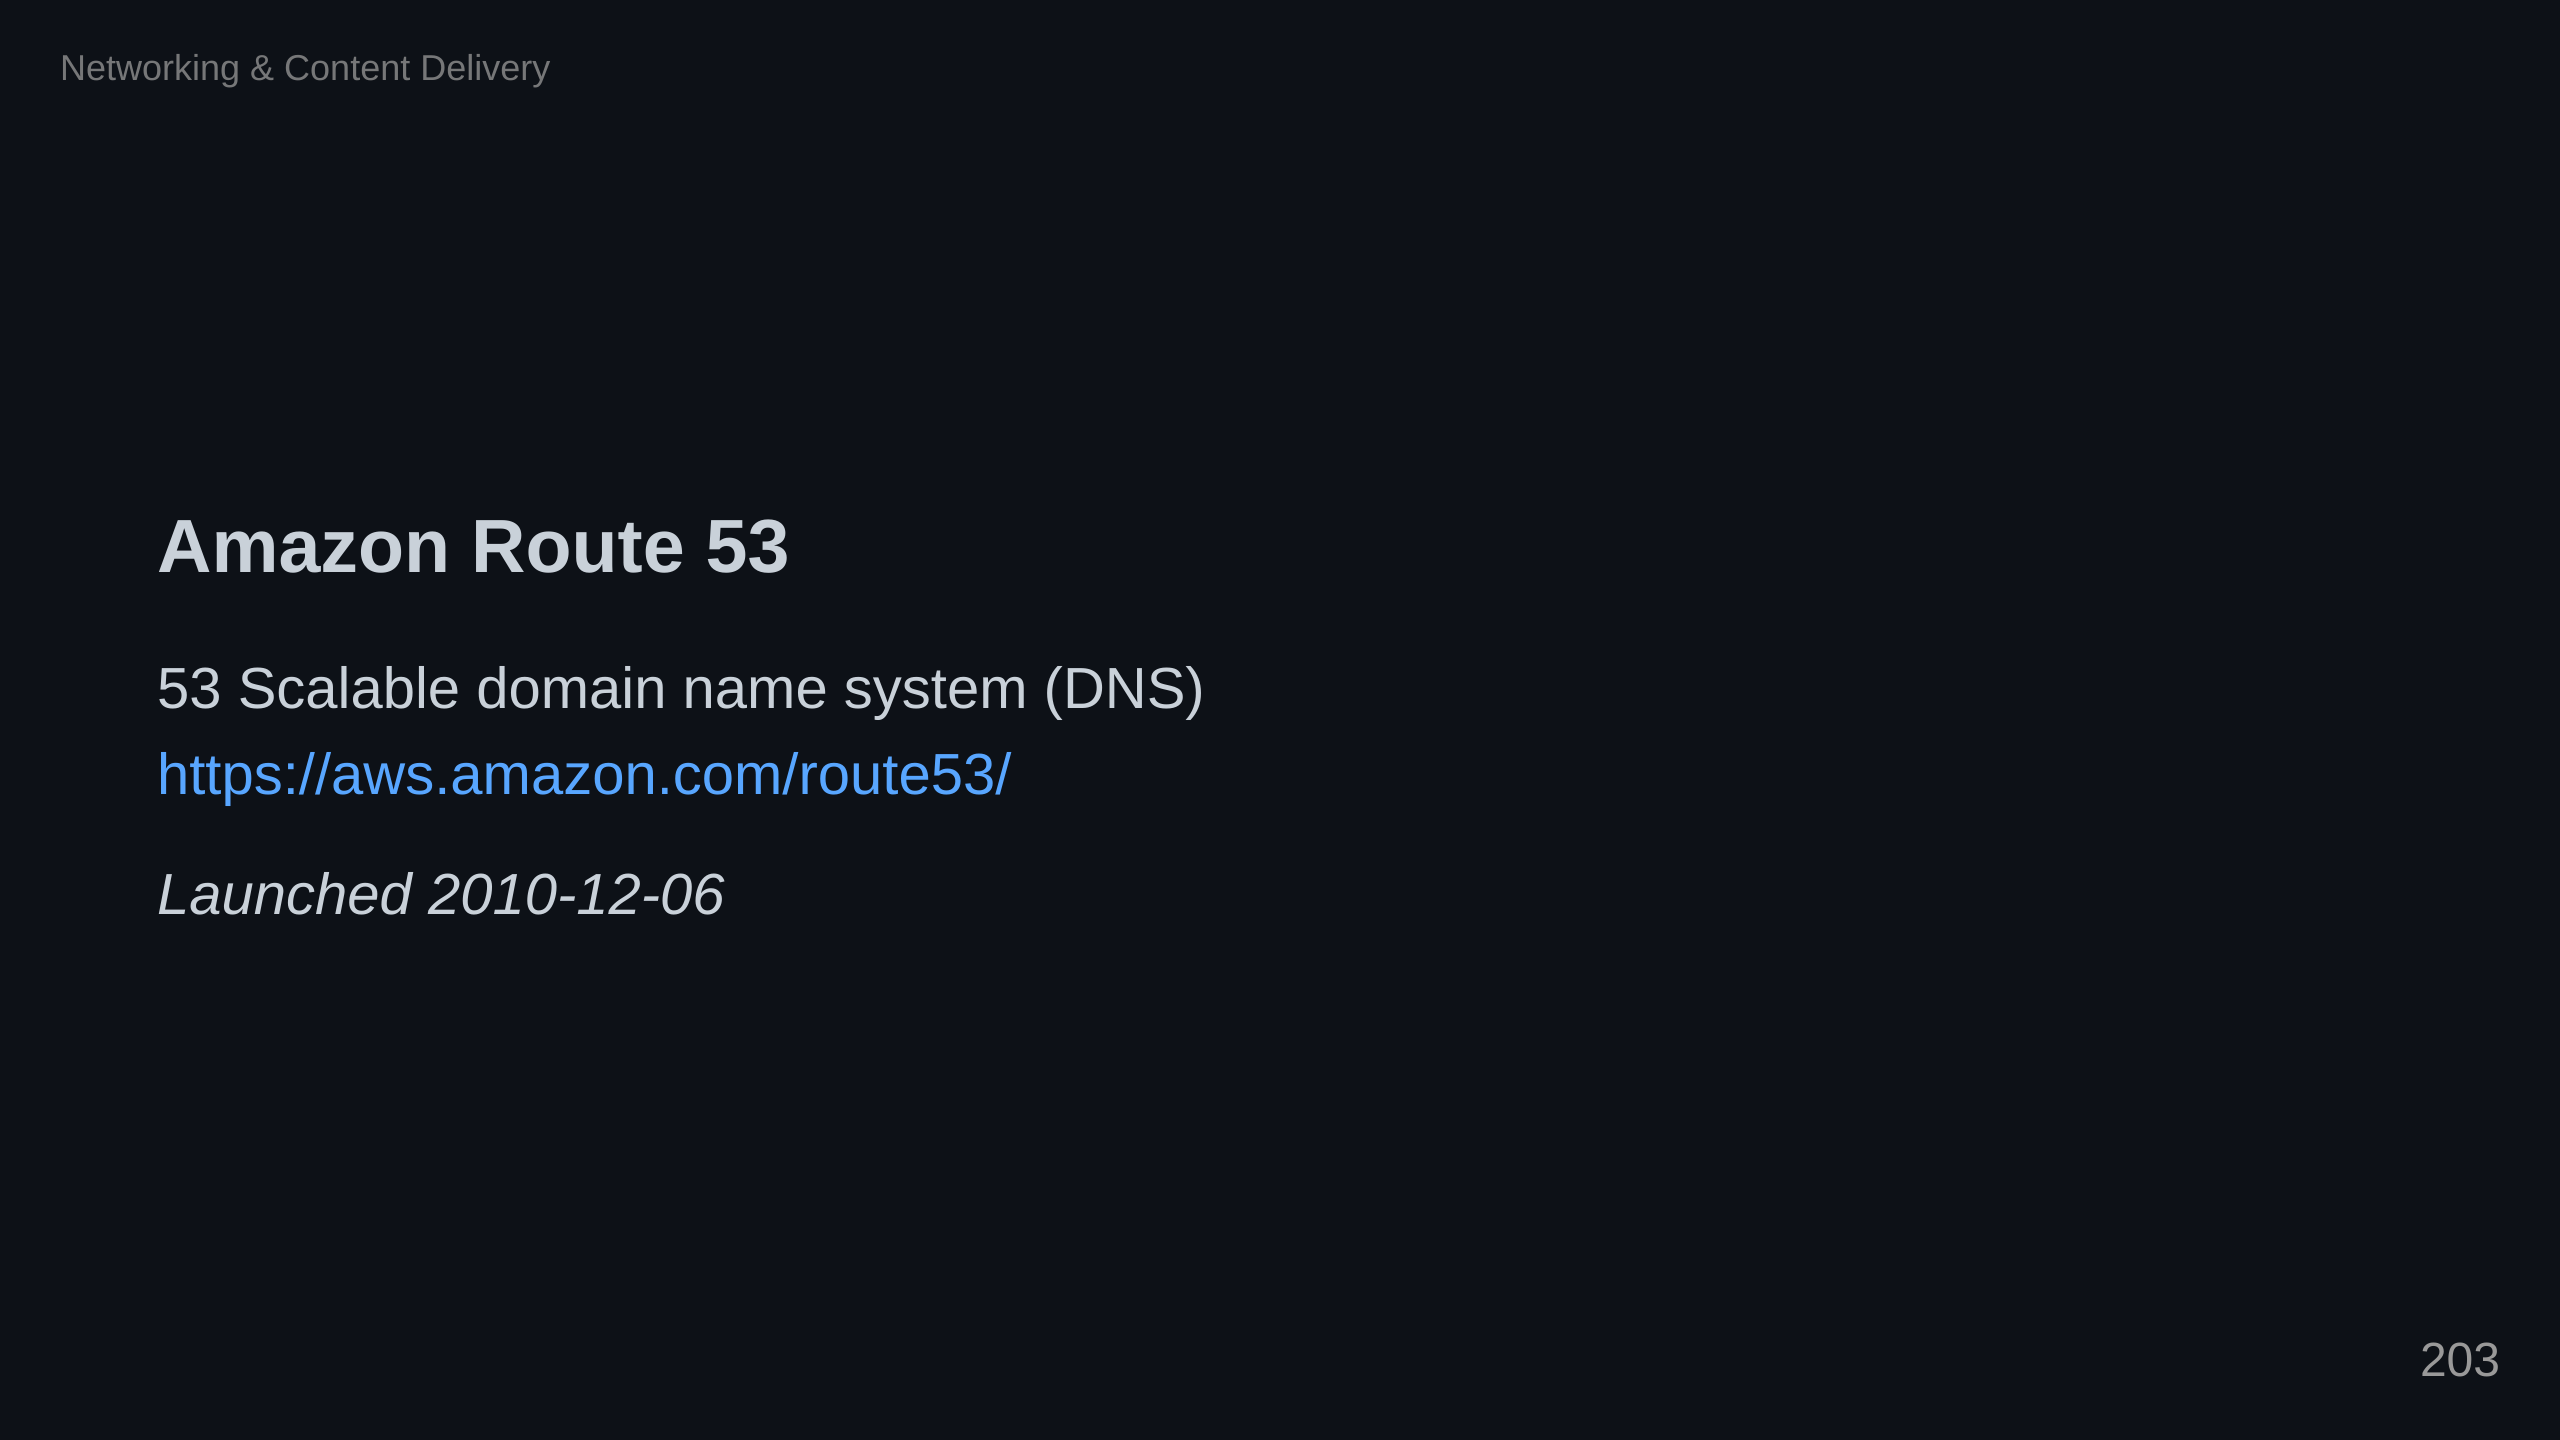 Networking & Content Delivery
Amazon Route 53
53 Scalable domain name system (DNS)
https://aws.amazon.com/route53/
Launched 2010-12-06
203